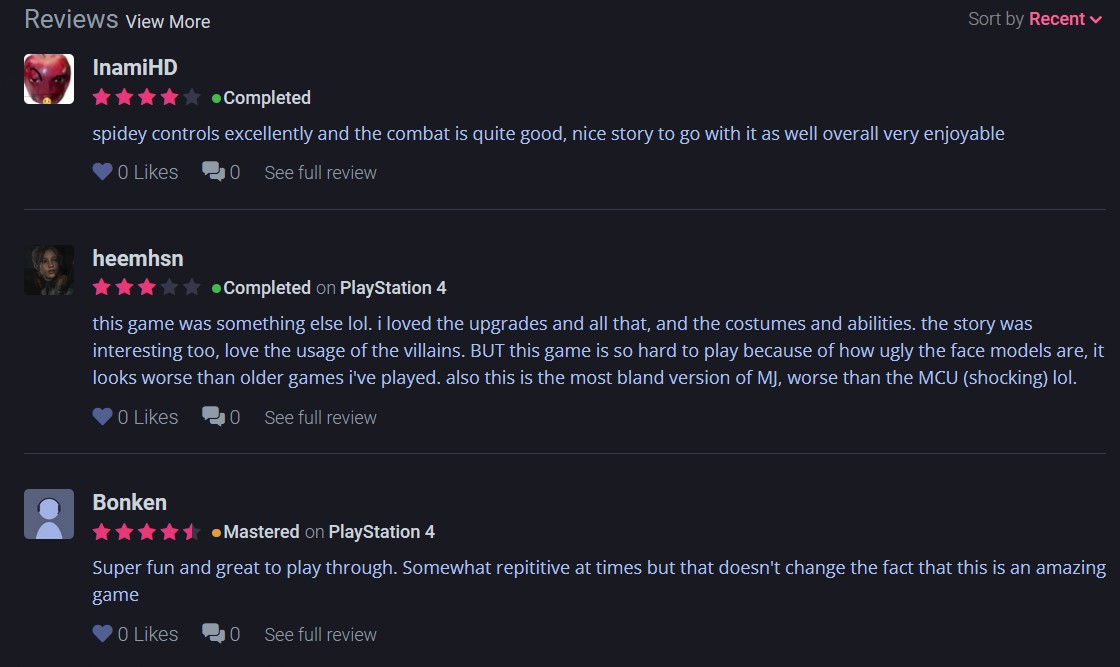 Reviews View More
Sort by Recent
InamiHD
Completed
spidey controls excellently and the combat is quite good, nice story to go with it as well overall very enjoyable
0 Likes 0 See full review
heemhsn
Completed on PlayStation 4
this game was something else lol. i loved the upgrades and all that, and the costumes and abilities. the story was
interesting too, love the usage of the villains. BUT this game is so hard to play because of how ugly the face models are, it
looks worse than older games i've played. also this is the most bland version of MJ, worse than the MCU (shocking) lol.
0 Likes 0 See full review
Bonken
Mastered on PlayStation 4
Super fun and great to play through. Somewhat repititive at times but that doesn't change the fact that this is an amazing
game
0 Likes 0 See full review